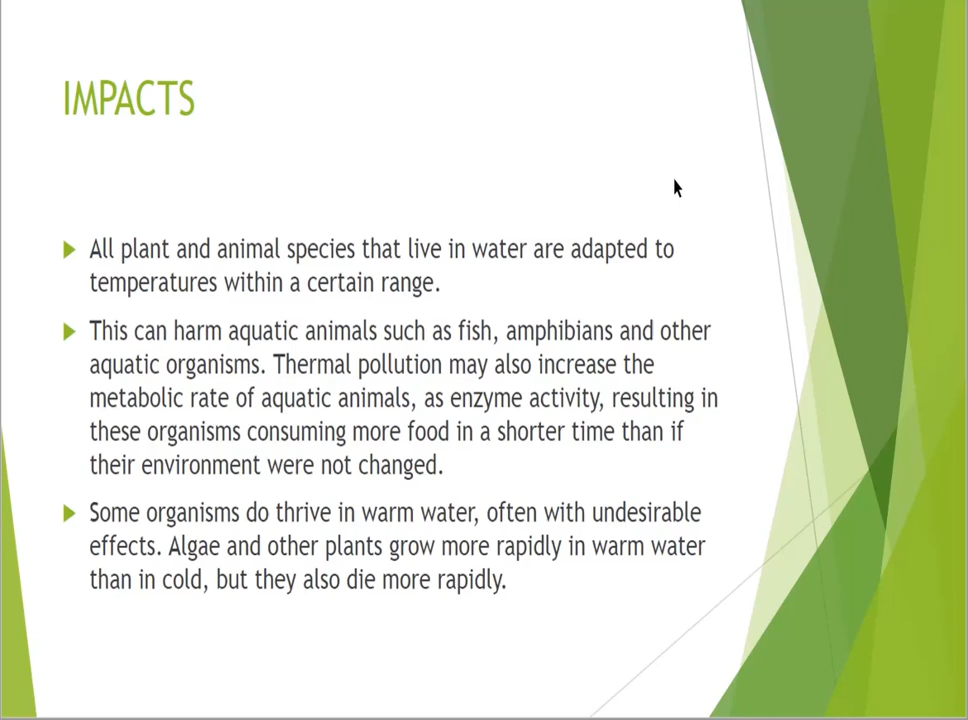 IMPACTS
All plant and animal species that live in water are adapted to
temperatures within a certain range.
This can harm aquatic animals such as fish, amphibians and other
aquatic organisms. Thermal pollution may also increase the
metabolic rate of aquatic animals, as enzyme activity, resulting in
these organisms consuming more food in a shorter time than if
their environment were not changed.
Some organisms do thrive in warm water, often with undesirable
effects. Algae and other plants grow more rapidly in warm water
than in cold, but they also die more rapidly.